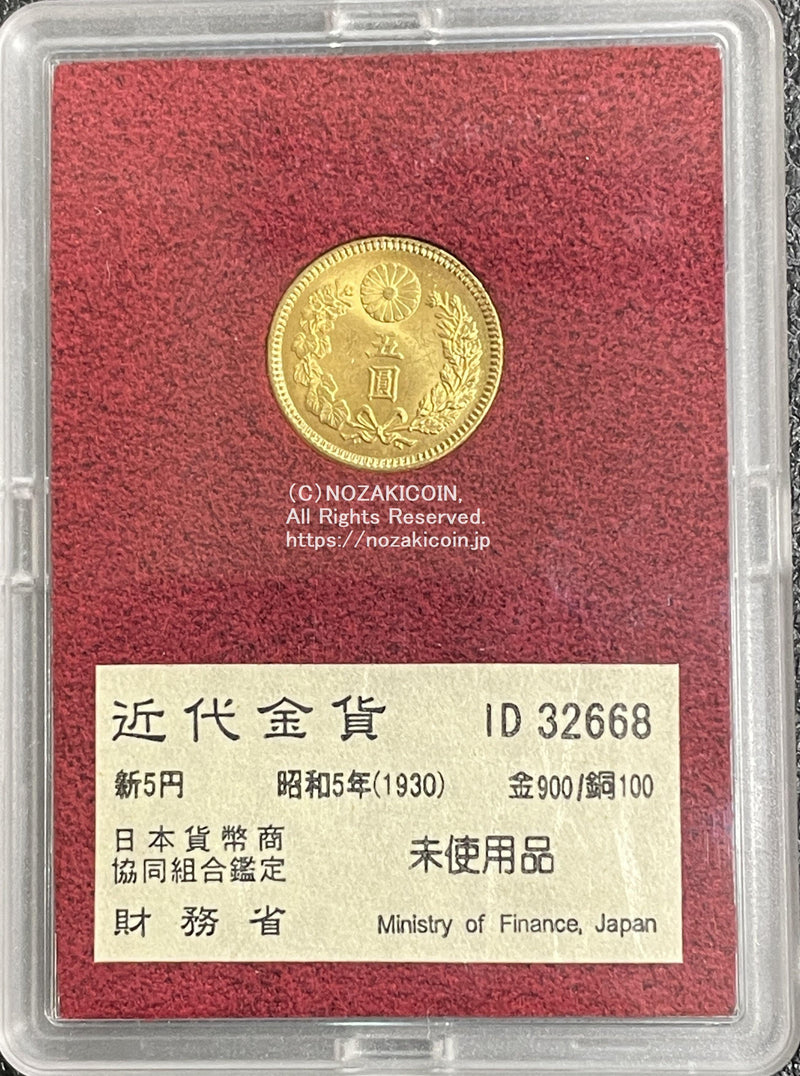 五
圓
(C)NOZAKICOIN,
All Rights Reserved.
https://nozakicoin.jp
近代金貨 ID 32668
新5円 昭和5年(1930) 金900/銅100
日本貨幣商
協同組合鑑定
未使用品
財務省 Ministry of Finance, Japan